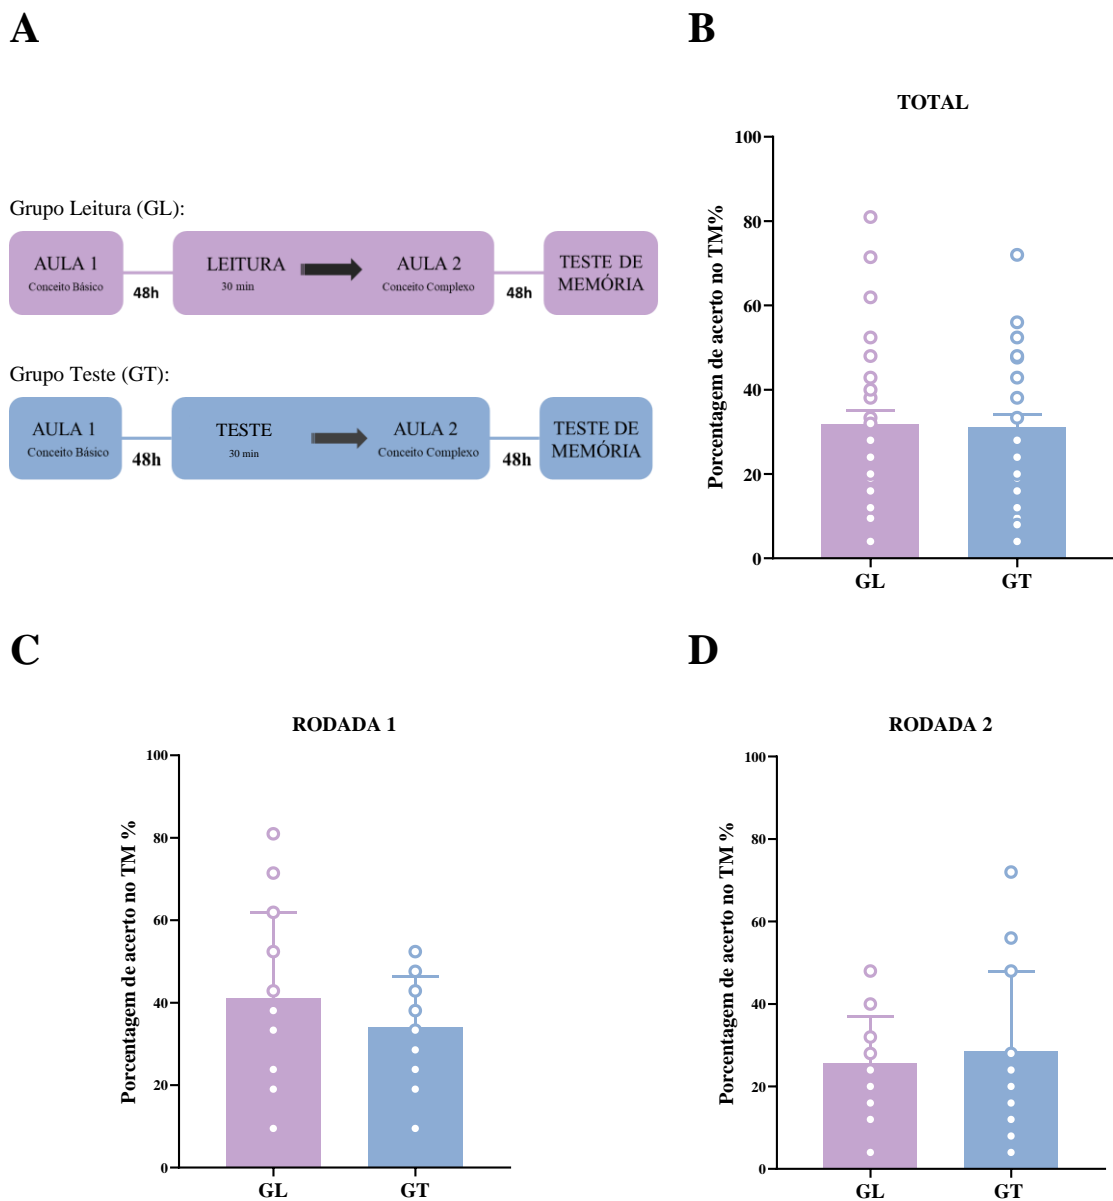 A
Grupo Leitura (GL):
AULA 1
Conceito Básico
48h
LEITURA
30 min
AULA 2
Conceito Complexo
48h
TESTE DE
MEMÓRIA
Grupo Teste (GT):
AULA 1
Conceito Básico
48h
TESTE
30 min
AULA 2
Conceito Complexo
48h
TESTE DE
MEMÓRIA
B
TOTAL
Porcentagem de acerto no TM%
100
80
60
40
20
0
GL
GT
C
RODADA 1
Porcentagem de acerto no TM %
100
80
60
40
20
0
GL
GT
D
RODADA 2
Porcentagem de acerto no TM %
100
80
60
40
20
0
GL
GT